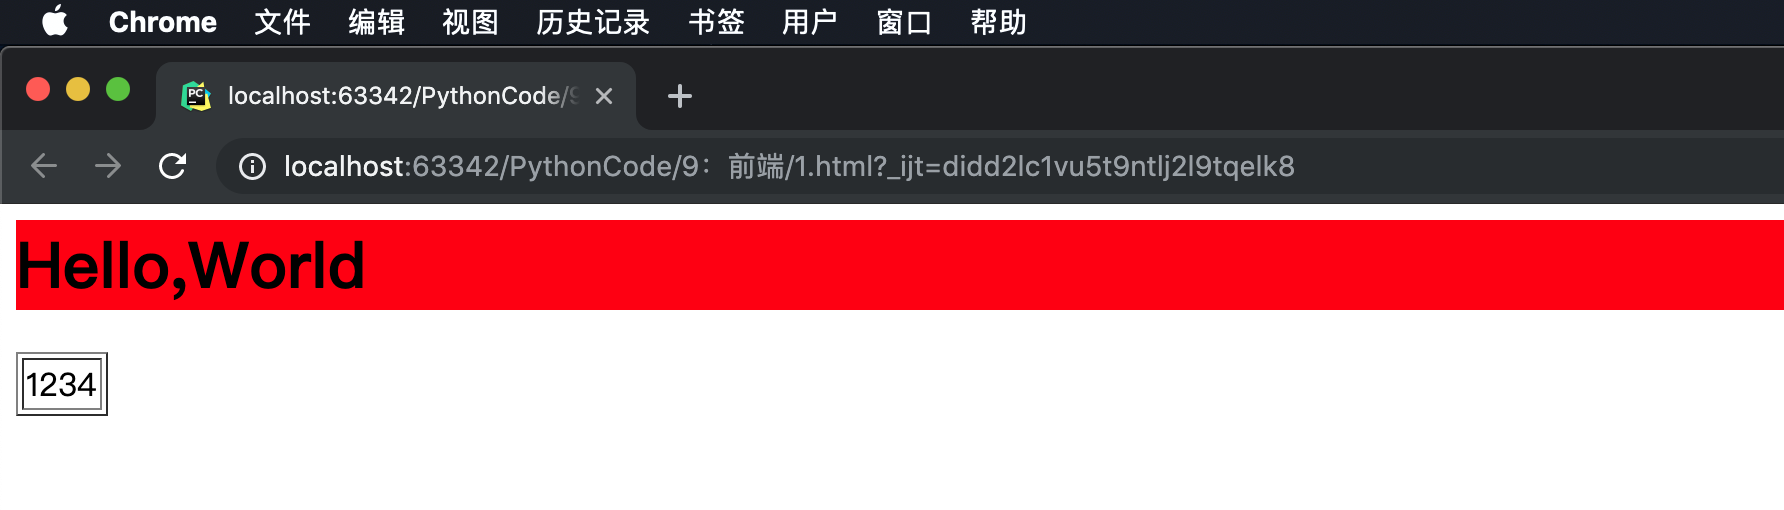 Chrome 文件 编辑 视图 历史记录 书签 用户 窗口 帮助
PC localhost:63342/PythonCode/9
localhost:63342/PythonCode/9：前端/1.html?_ijt=didd2lc1vu5t9ntlj2l9tqelk8
Hello,World
1234